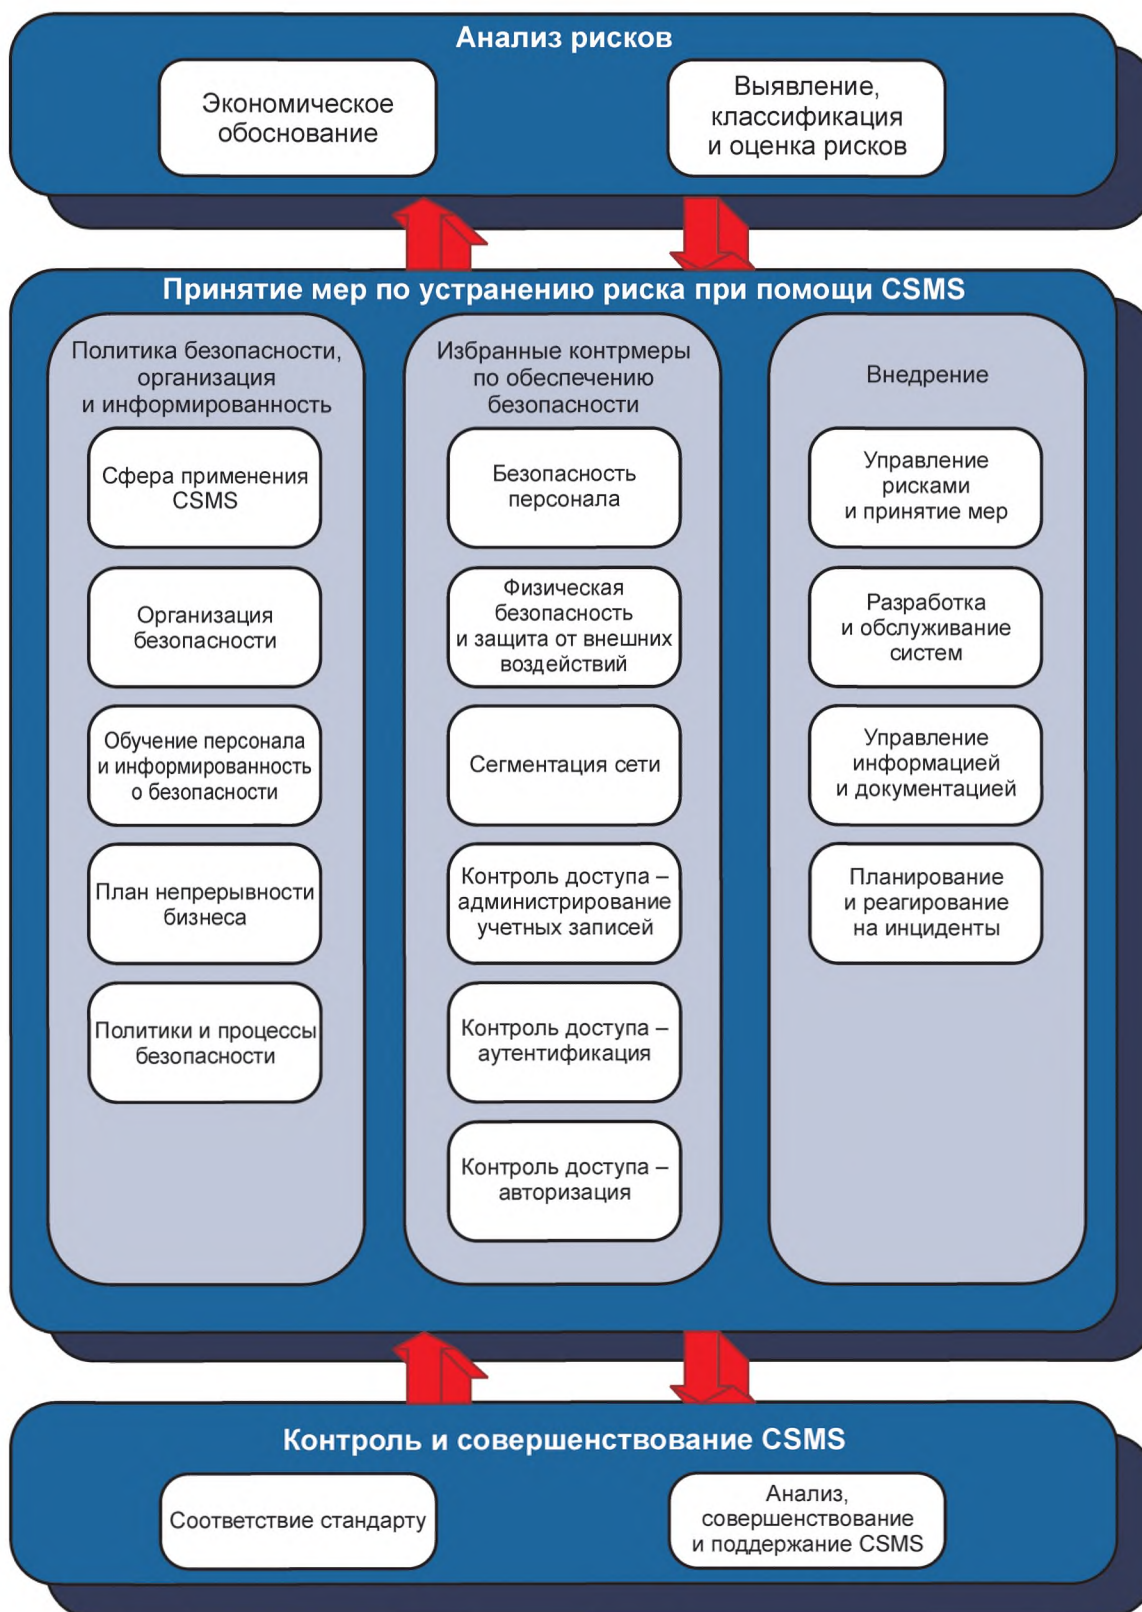 Анализ рисков
Экономическое
обоснование
Выявление,
классификация
и оценка рисков
Принятие мер по устранению риска при помощи CSMS
Политика безопасности,
организация
и информированность
Сфера применения
CSMS
Организация
безопасности
Обучение персонала
и информированность
о безопасности
План непрерывности
бизнеса
Политики и процессы
безопасности
Избранные контрмеры
по обеспечению
безопасности
Безопасность
персонала
Физическая
безопасность
и защита от внешних
воздействий
Сегментация сети
Контроль доступа –
администрирование
учетных записей
Контроль доступа –
аутентификация
Контроль доступа –
авторизация
Внедрение
Управление
рисками
и принятие мер
Разработка
и обслуживание
систем
Управление
информацией
и документацией
Планирование
и реагирование
на инциденты
Контроль и совершенствование CSMS
Соответствие стандарту
Анализ,
совершенствование
и поддержание CSMS